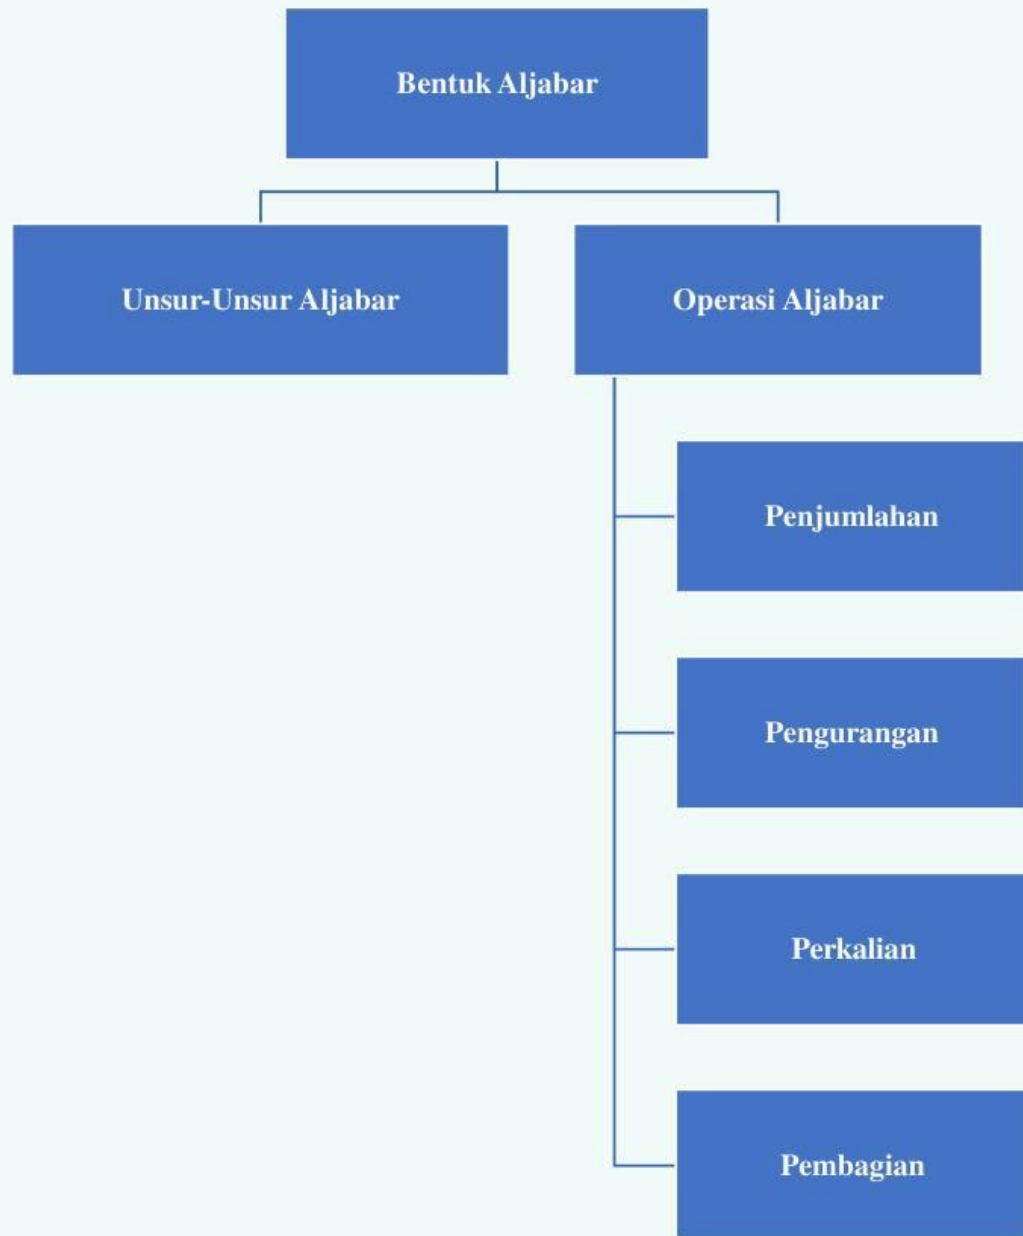 Bentuk Aljabar
Unsur-Unsur Aljabar
Operasi Aljabar
Penjumlahan
Pengurangan
Perkalian
Pembagian